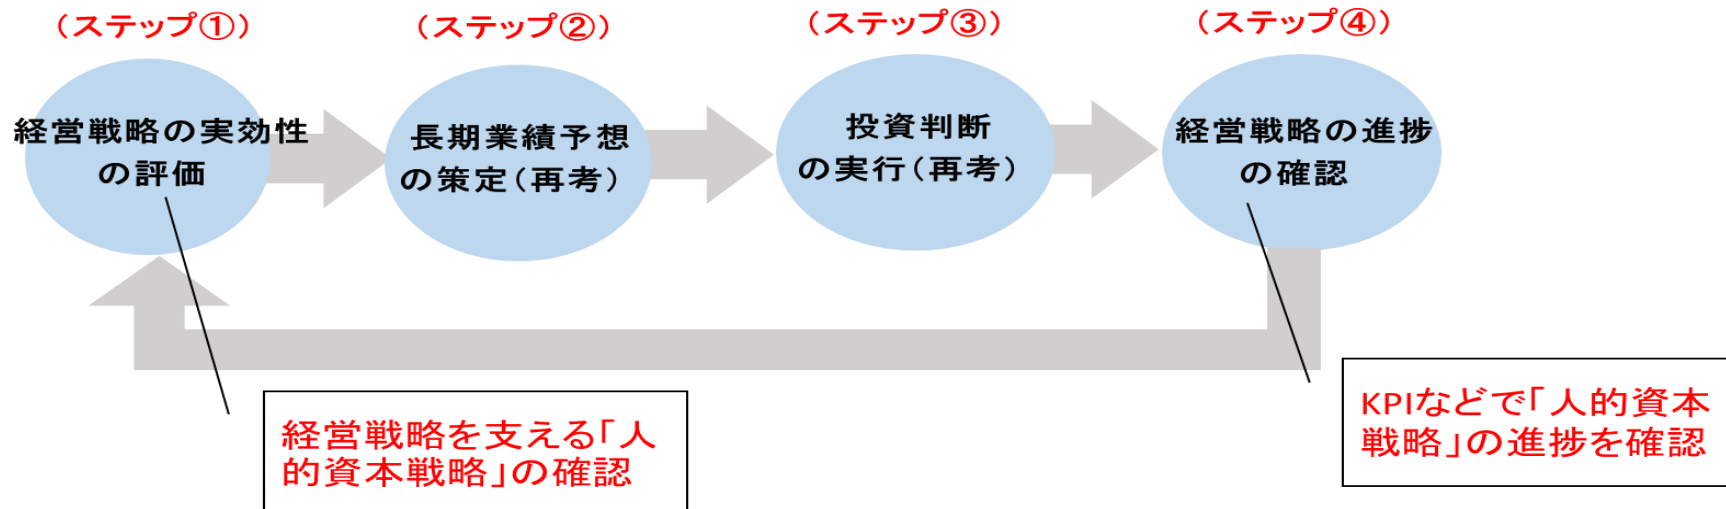 (ステップ①)
(ステップ②)
(ステップ③)
(ステップ④)
経営戦略の実効性
の評価
長期業績予想
の策定(再考)
投資判断
の実行(再考)
経営戦略の進捗
の確認
経営戦略を支える「人
的資本戦略」の確認
KPIなどで「人的資本
戦略」の進捗を確認